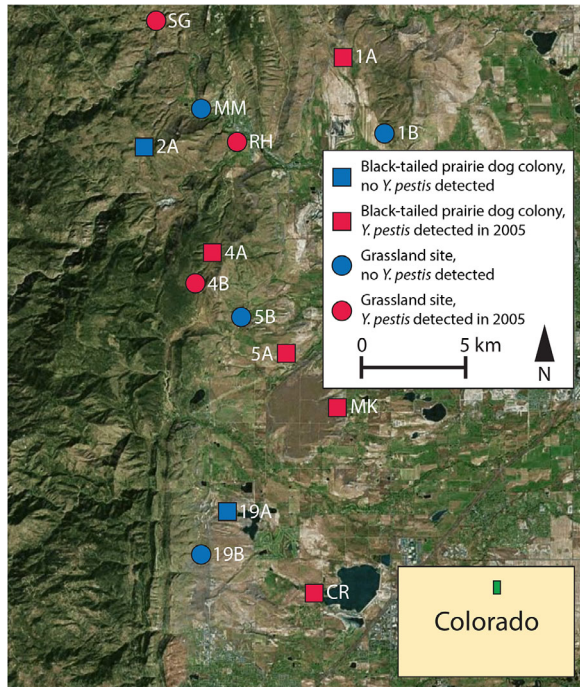 SG
1A
MM
1B
RH
2A
Black-tailed prairie dog colony,
no Y. pestis detected
Black-tailed prairie dog colony,
Y. pestis detected in 2005
Grassland site,
no Y. pestis detected
Grassland site,
Y. pestis detected in 2005
0 5 km
N
4A
4B
5B
5A
MK
19A
19B
CR
Colorado